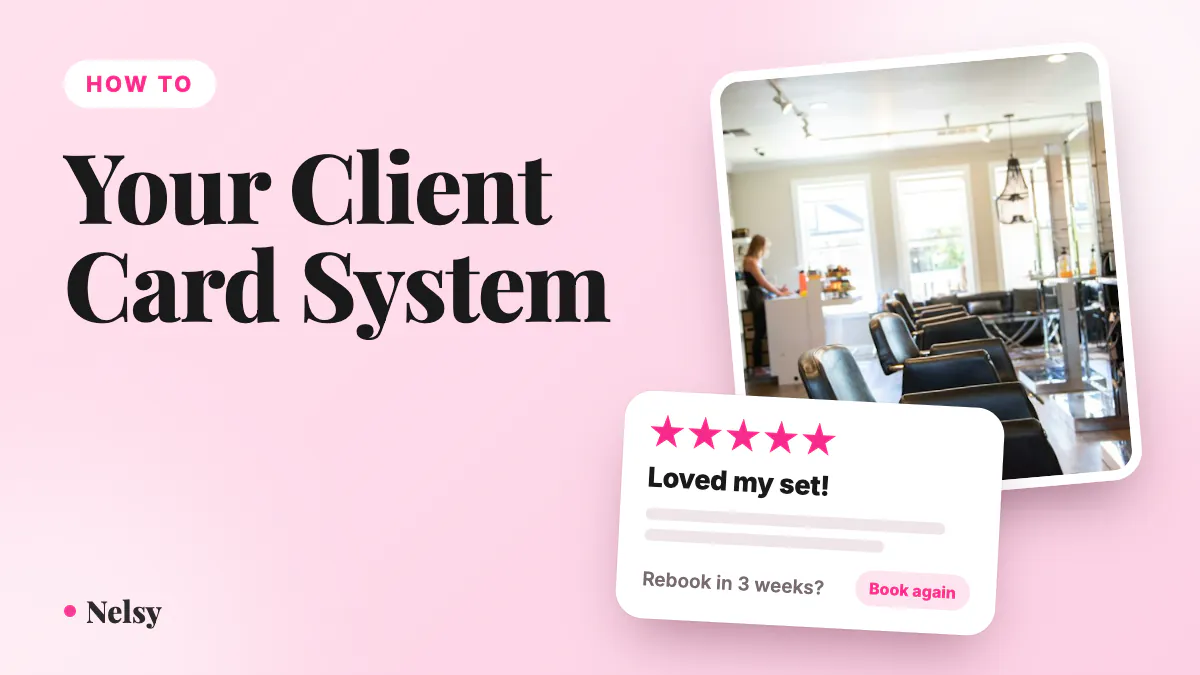 HOW TO
Your Client
Card System
Loved my set!
Rebook in 3 weeks?
Book again
Nelsy